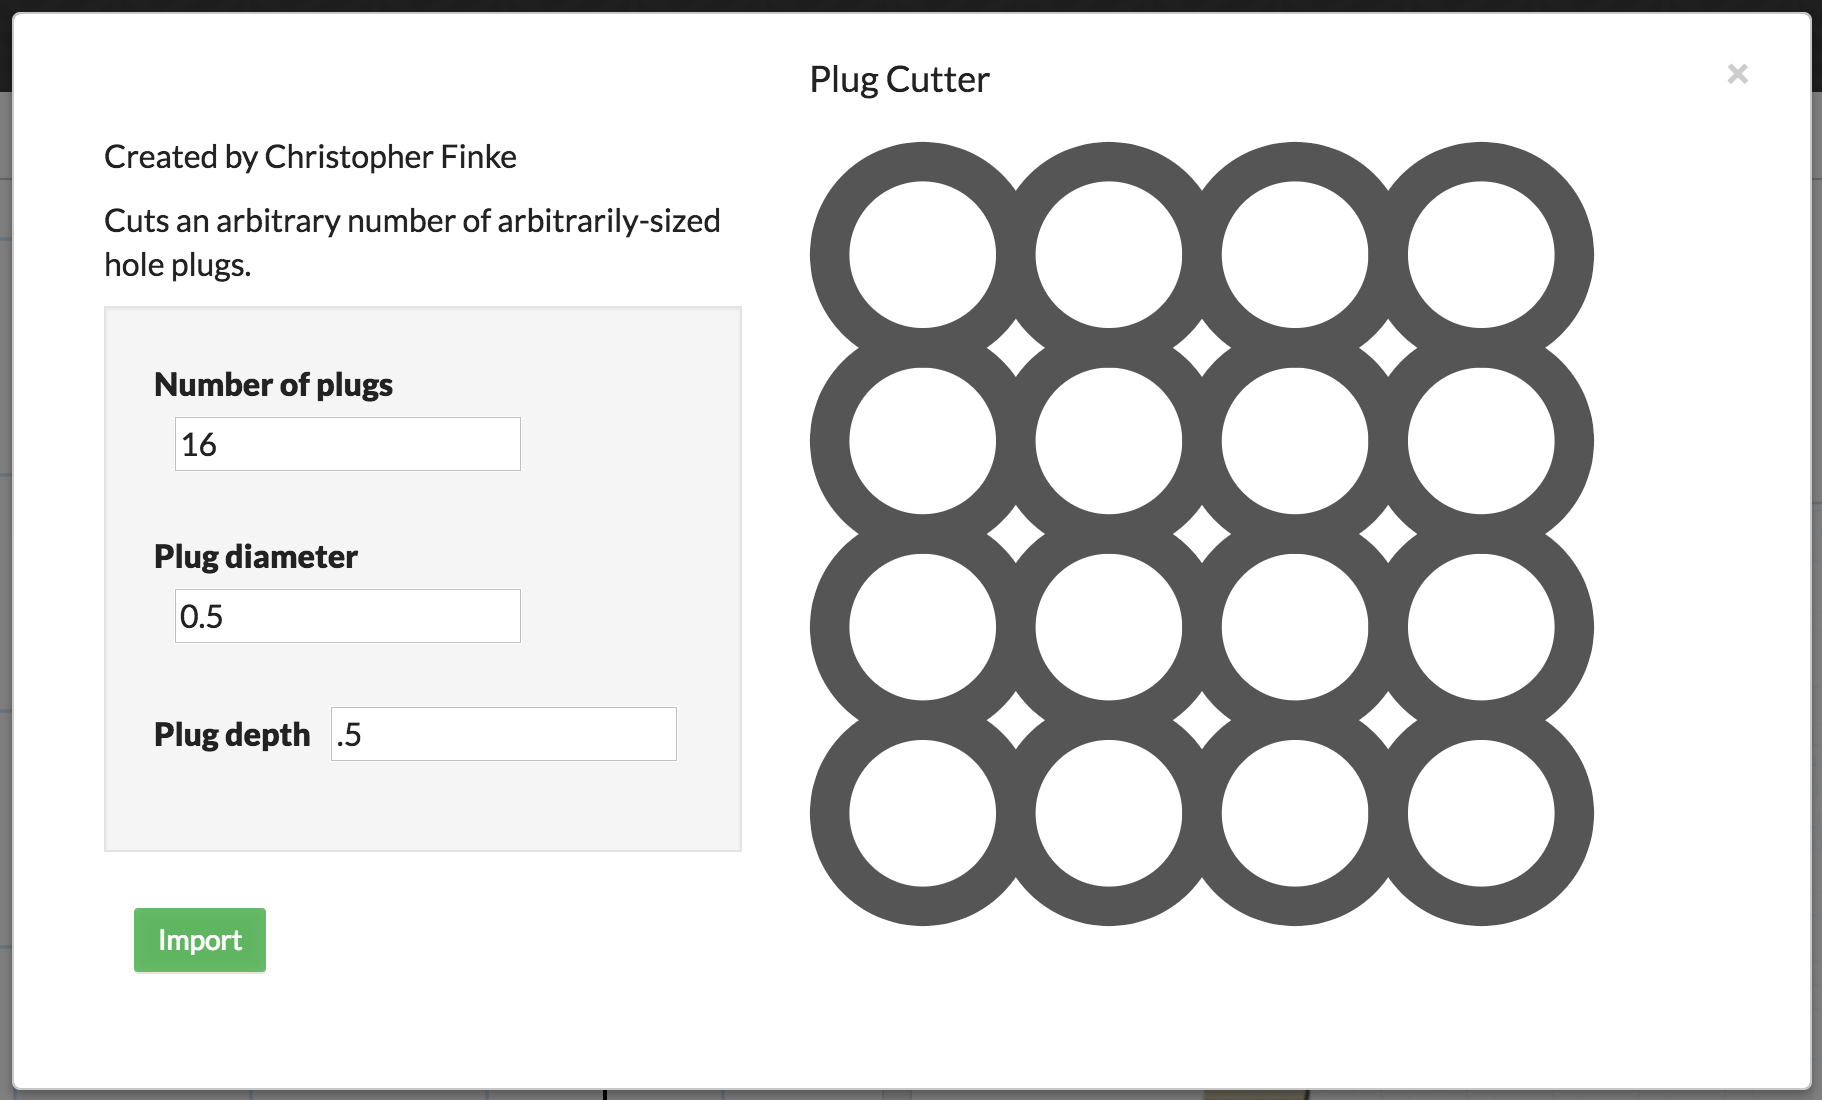 Plug Cutter
×
Created by Christopher Finke
Cuts an arbitrary number of arbitrarily-sized
hole plugs.
Number of plugs
16
Plug diameter
0.5
Plug depth .5
Import